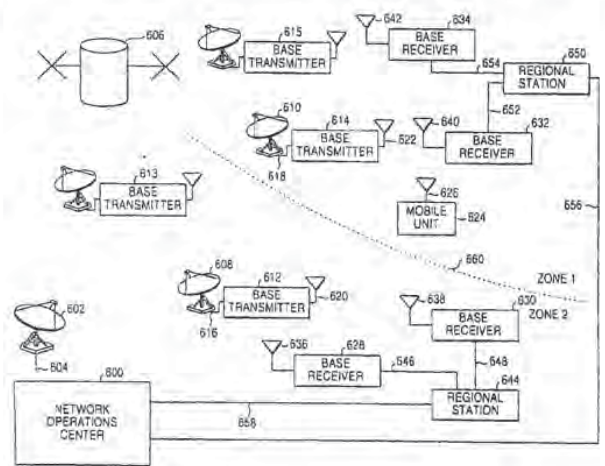 606
615
BASE
TRANSMITTER
642
634
BASE
RECEIVER
654
650
REGIONAL
STATION
610
614
BASE
TRANSMITTER
618
622
640
652
632
BASE
RECEIVER
613
BASE
TRANSMITTER
626
MOBILE
UNIT
624
656
660
ZONE 1
ZONE 2
608
612
BASE
TRANSMITTER
616
620
602
604
638
630
BASE
RECEIVER
636
628
BASE
RECEIVER
646
648
644
REGIONAL
STATION
600
NETWORK
OPERATIONS
CENTER
658